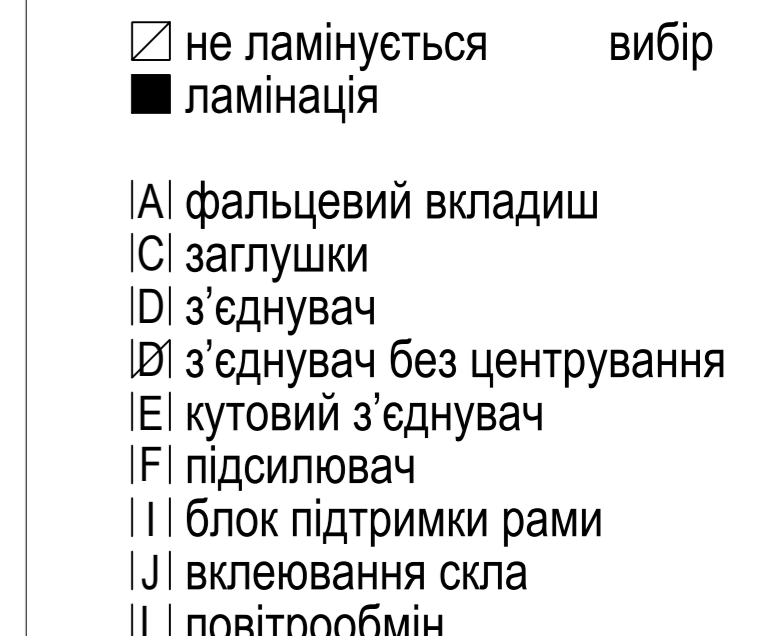 не ламінується вибір
ламінація
|A| фальцевий вкладиш
|C| заглушки
|D| з’єднувач
|D| з’єднувач без центрування
|E| кутовий з’єднувач
|F| підсилювач
|I| блок підтримки рами
|J| вклеювання скла
|L| повітрообмін